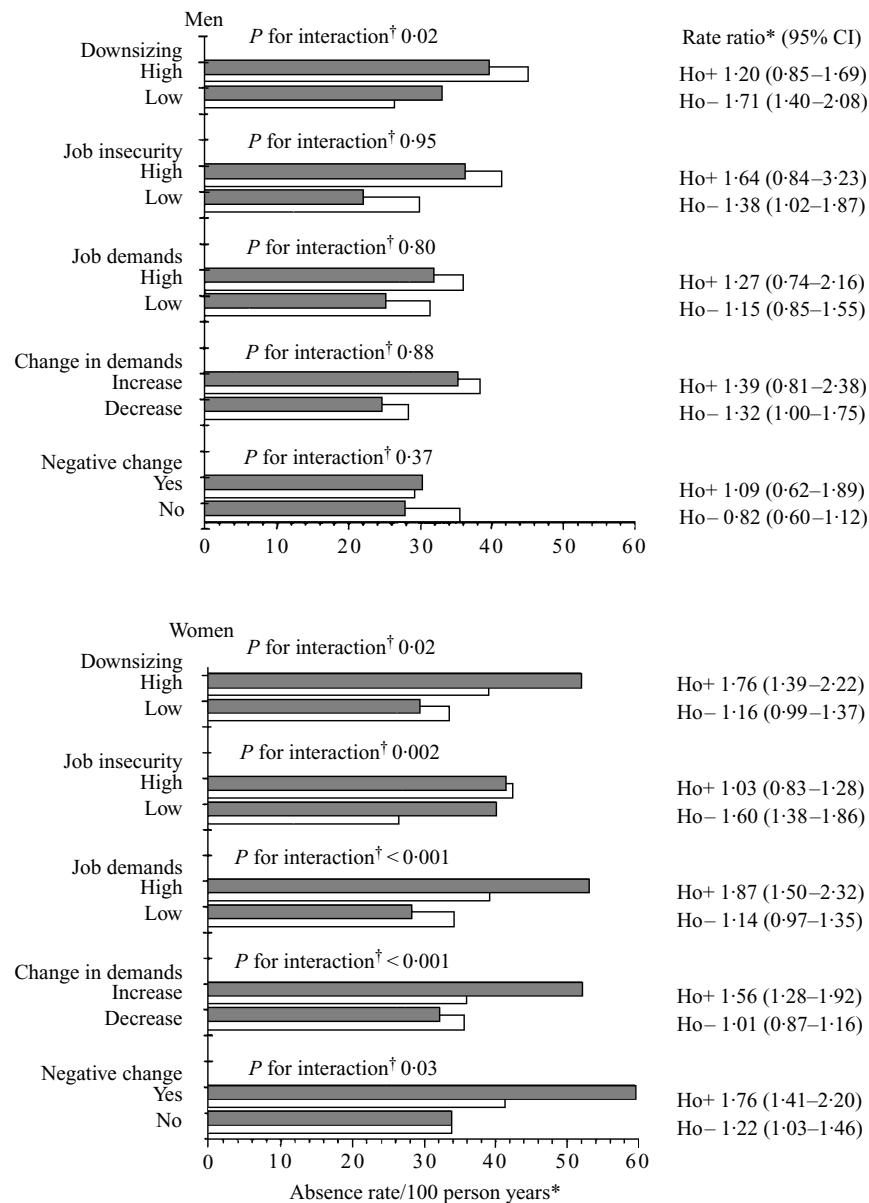 Men
P for interaction† 0·02
Rate ratio* (95% CI)
Downsizing
High
Ho+ 1·20 (0·85–1·69)
Low
Ho– 1·71 (1·40–2·08)
P for interaction† 0·95
Job insecurity
High
Ho+ 1·64 (0·84–3·23)
Low
Ho– 1·38 (1·02–1·87)
P for interaction† 0·80
Job demands
High
Ho+ 1·27 (0·74–2·16)
Low
Ho– 1·15 (0·85–1·55)
P for interaction† 0·88
Change in demands
Increase
Ho+ 1·39 (0·81–2·38)
Decrease
Ho– 1·32 (1·00–1·75)
Negative change
P for interaction† 0·37
Yes
Ho+ 1·09 (0·62–1·89)
No
Ho– 0·82 (0·60–1·12)
0 10 20 30 40 50 60
Women
P for interaction† 0·02
Downsizing
High
Ho+ 1·76 (1·39–2·22)
Low
Ho– 1·16 (0·99–1·37)
P for interaction† 0·002
Job insecurity
High
Ho+ 1·03 (0·83–1·28)
Low
Ho– 1·60 (1·38–1·86)
P for interaction† < 0·001
Job demands
High
Ho+ 1·87 (1·50–2·32)
Low
Ho– 1·14 (0·97–1·35)
P for interaction† < 0·001
Change in demands
Increase
Ho+ 1·56 (1·28–1·92)
Decrease
Ho– 1·01 (0·87–1·16)
P for interaction† 0·03
Negative change
Yes
Ho+ 1·76 (1·41–2·20)
No
Ho– 1·22 (1·03–1·46)
0 10 20 30 40 50 60
Absence rate/100 person years*